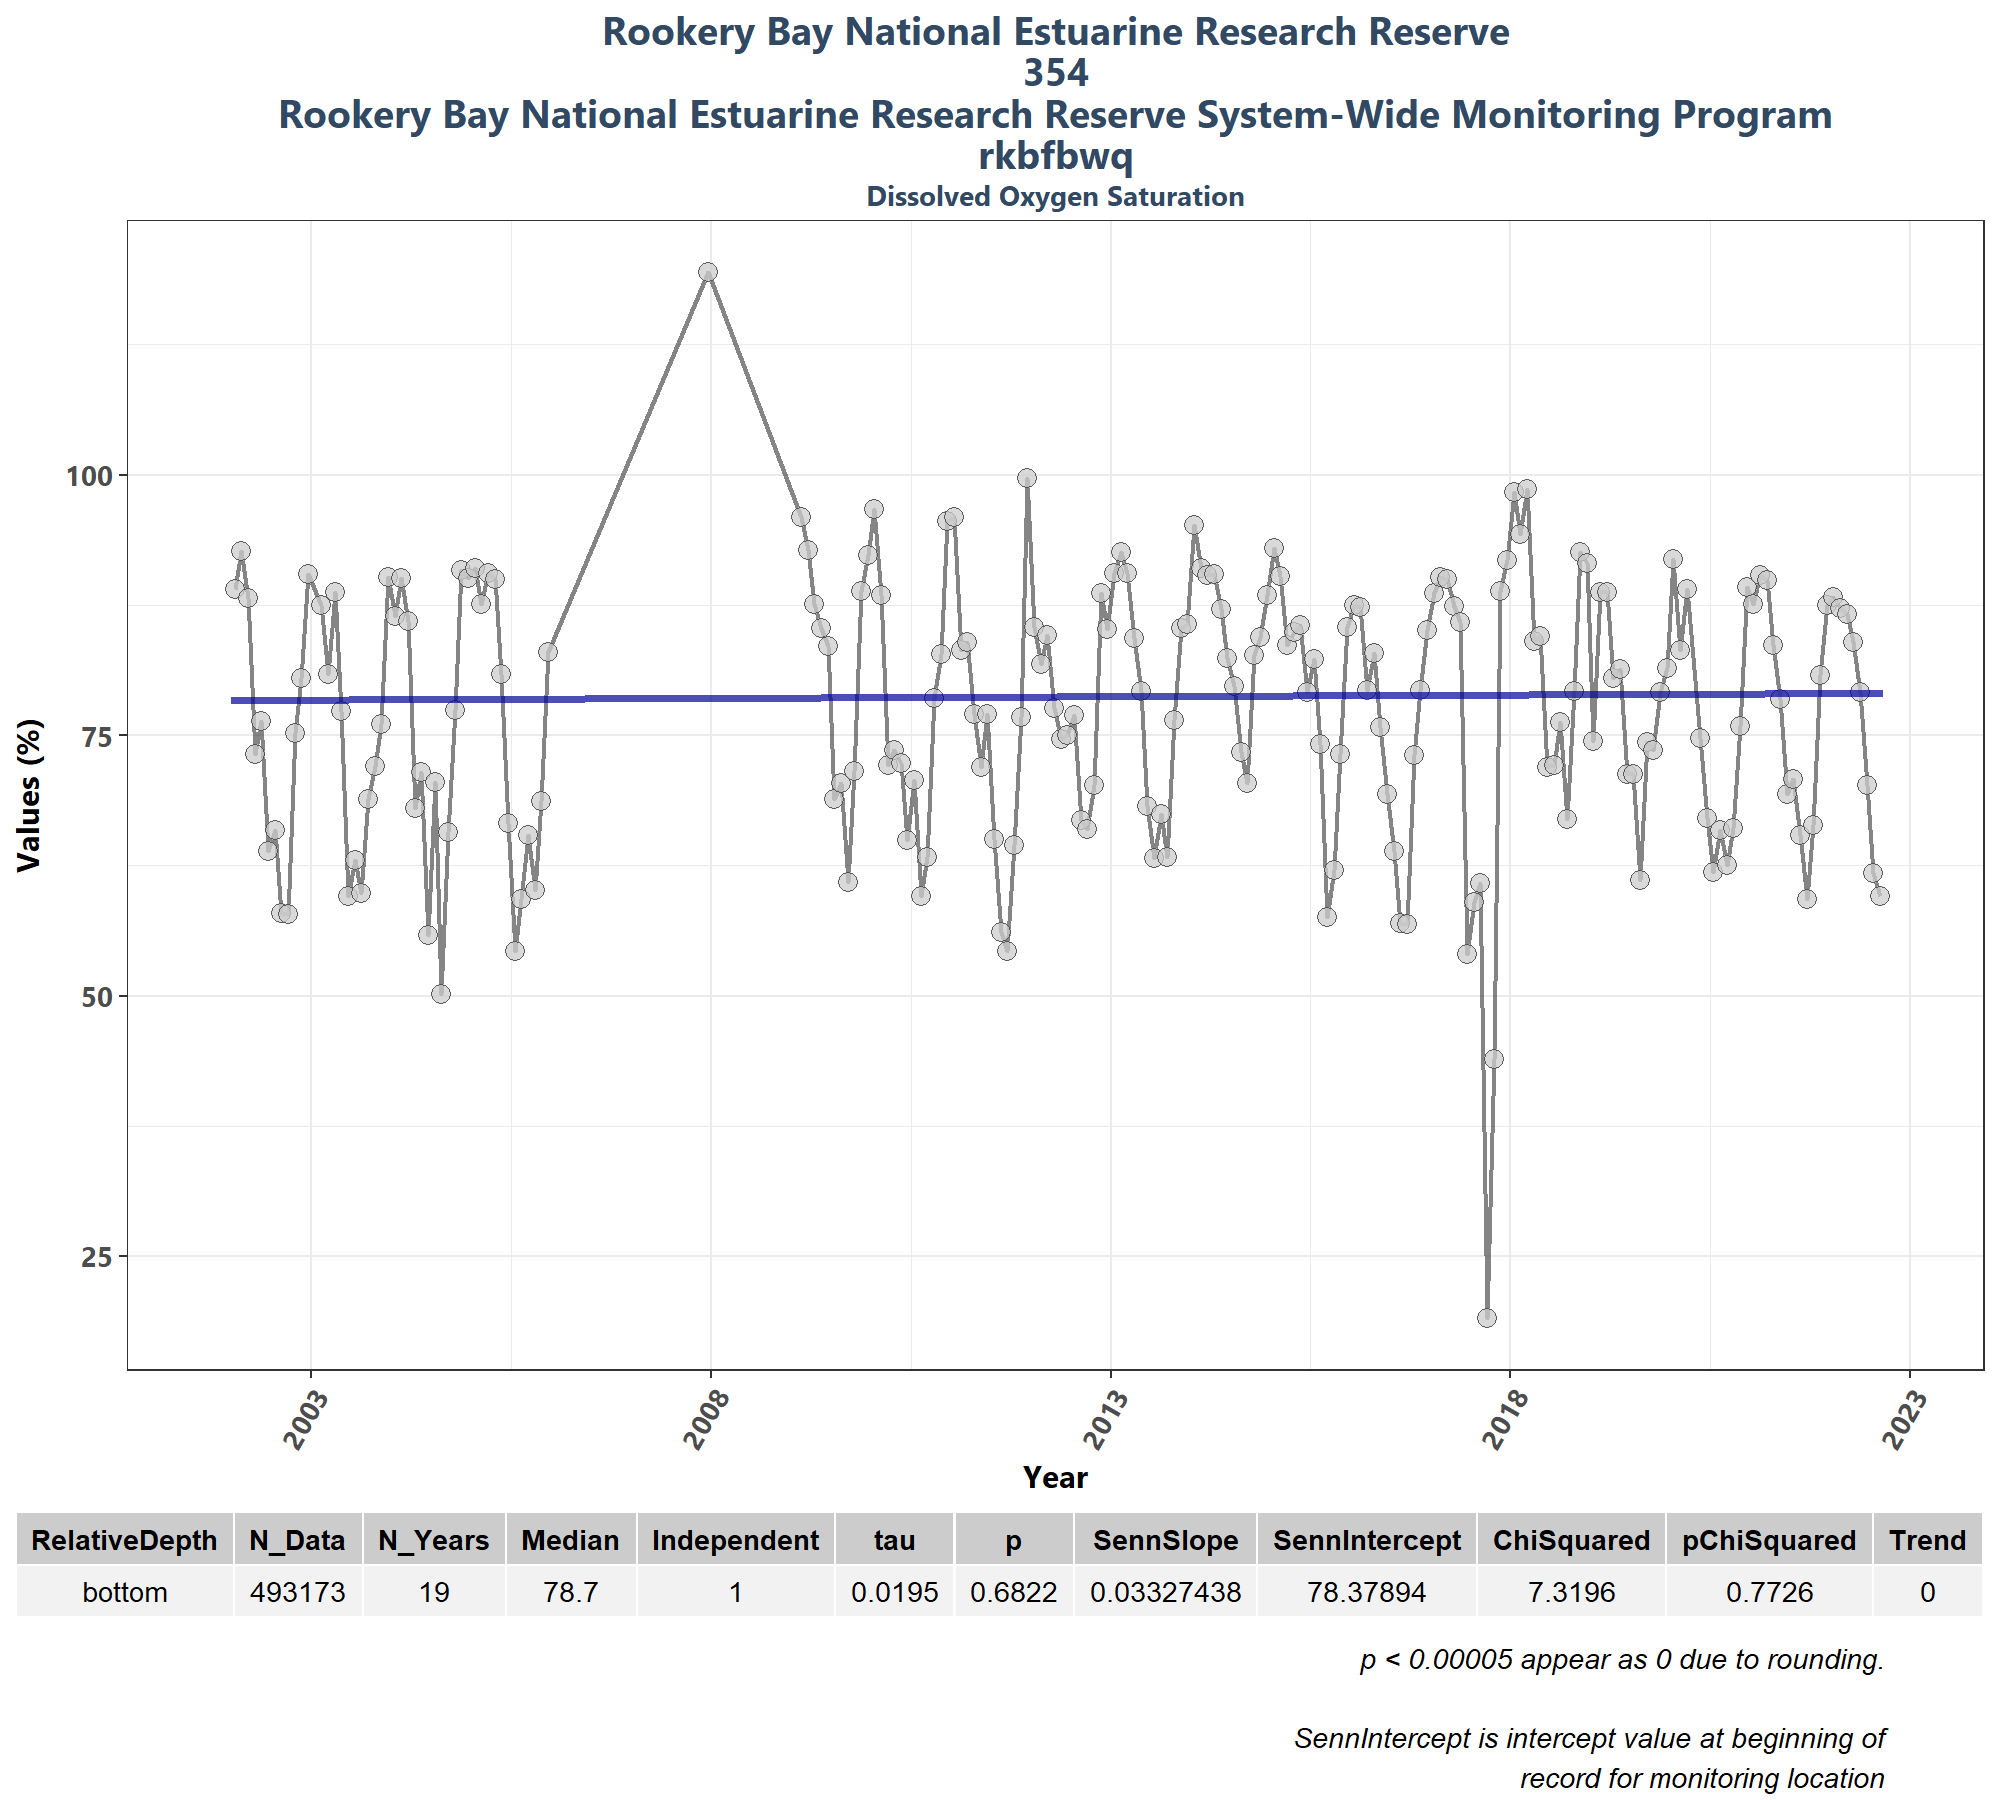 Rookery Bay National Estuarine Research Reserve
354
Rookery Bay National Estuarine Research Reserve System-Wide Monitoring Program
rkbfbwq
Dissolved Oxygen Saturation
100
75
50
25
Values (%)
2003 2008 2013 2018 2023
Year
RelativeDepth N_Data N_Years Median Independent tau p SennSlope SennIntercept ChiSquared pChiSquared Trend
bottom 493173 19 78.7 1 0.0195 0.6822 0.03327438 78.37894 7.3196 0.7726 0
p < 0.00005 appear as 0 due to rounding.
SennIntercept is intercept value at beginning of
record for monitoring location